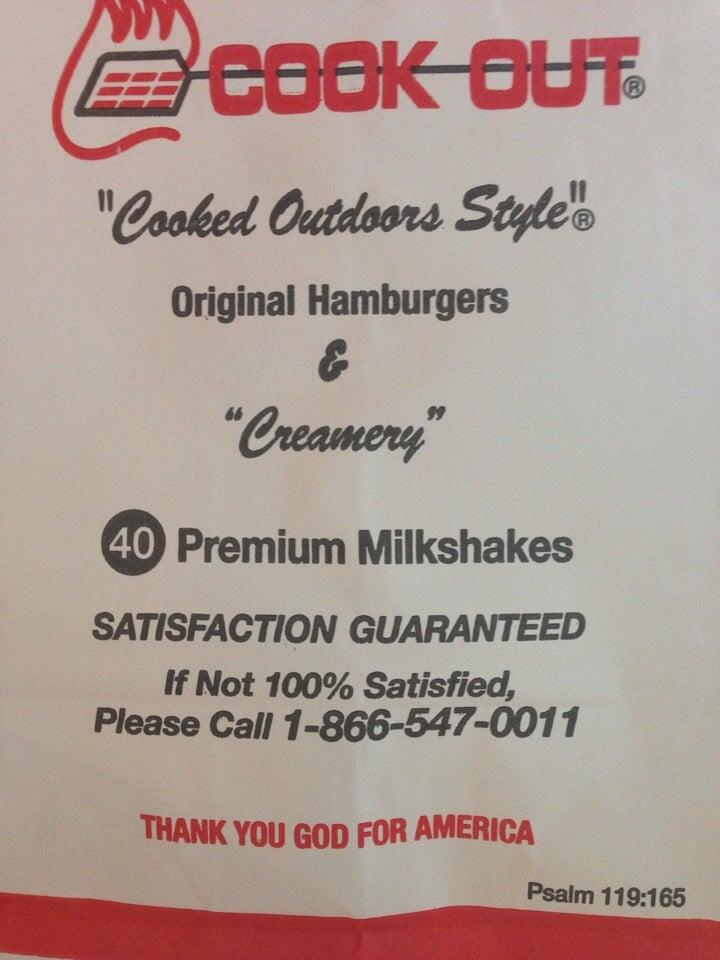 COOK OUT®
"Cooked Outdoors Style"®
Original Hamburgers
&
“Creamery”
40 Premium Milkshakes
SATISFACTION GUARANTEED
If Not 100% Satisfied,
Please Call 1-866-547-0011
THANK YOU GOD FOR AMERICA
Psalm 119:165